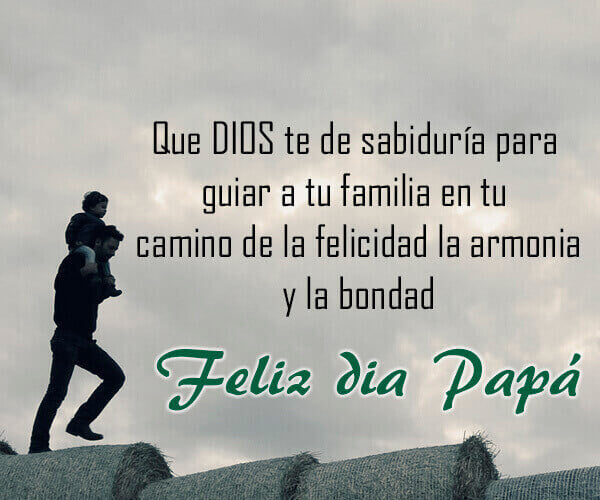 Que DIOS te de sabiduría para
guiar a tu familia en tu
camino de la felicidad la armonia
y la bondad
Feliz dia Papá